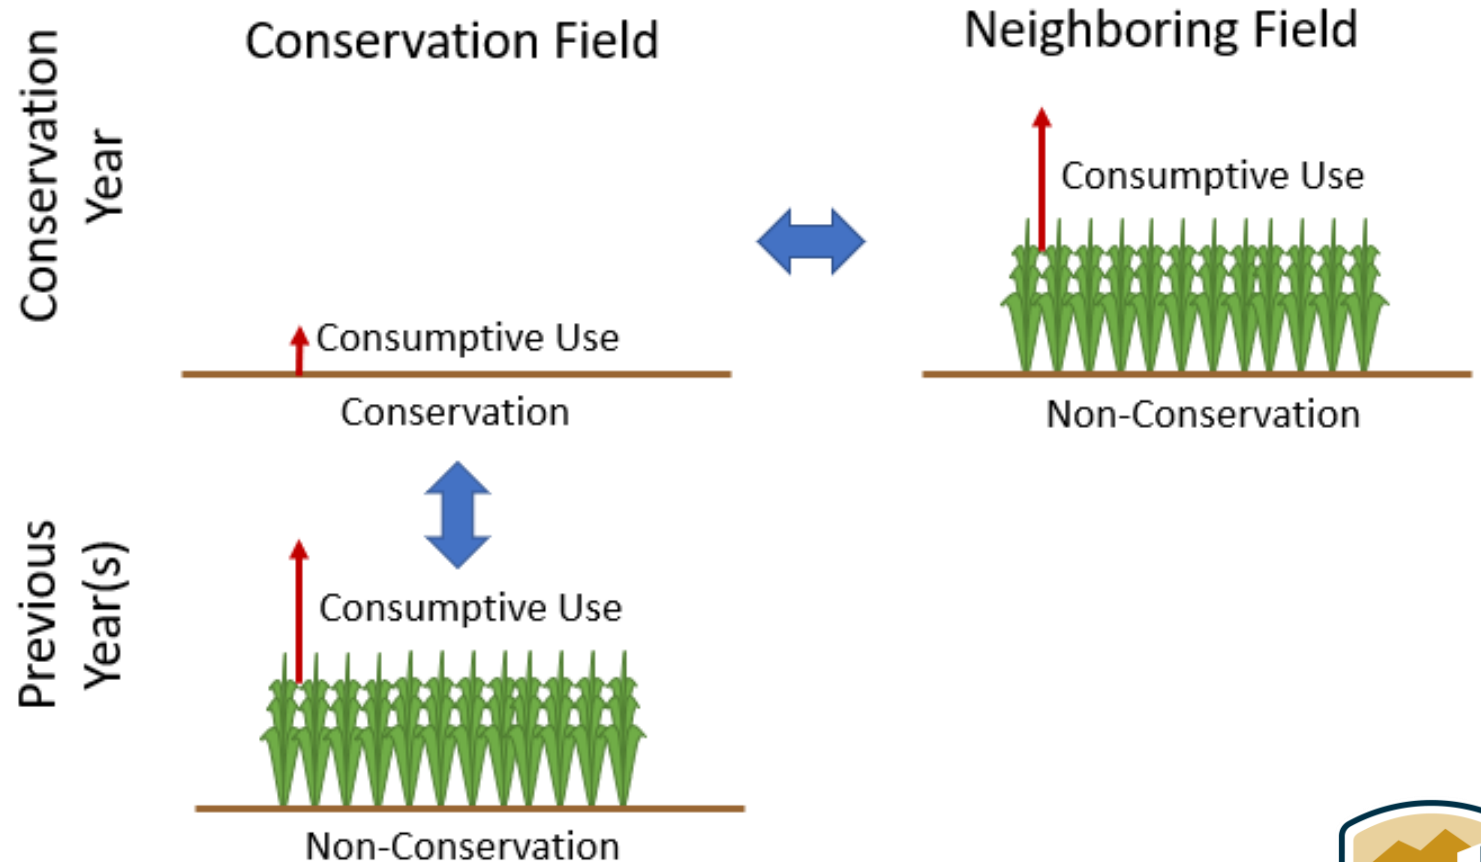 Conservation Field
Neighboring Field
Conservation
Year
Consumptive Use
Consumptive Use
Conservation
Non-Conservation
Previous
Year(s)
Consumptive Use
Non-Conservation